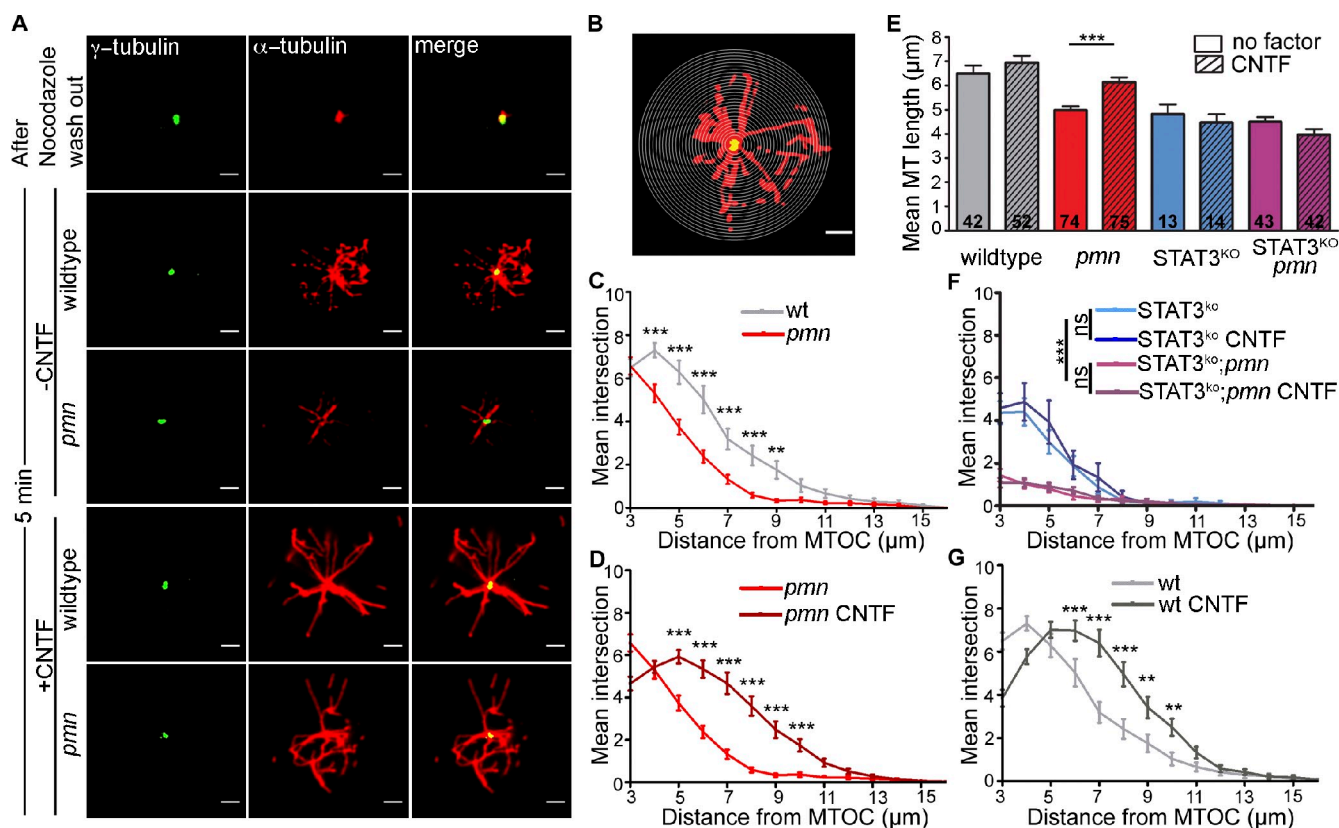 A
γ–tubulin
α–tubulin
merge
After
Nocodazole
wash out
5 min
-CNTF
wildtype
pmn
+CNTF
wildtype
pmn
B
C
Mean intersection
10
8
6
4
2
0
3 5 7 9 11 13 15
Distance from MTOC (µm)
wt
pmn
*** *** *** *** *** **
D
Mean intersection
10
8
6
4
2
0
3 5 7 9 11 13 15
Distance from MTOC (µm)
pmn
pmn CNTF
*** *** *** *** *** ***
E
Mean MT length (µm)
9
8
7
6
5
4
3
2
1
0
***
no factor
CNTF
42 52 74 75 13 14 43 42
wildtype pmn STAT3KO STAT3KO
pmn
F
Mean intersection
10
8
6
4
2
0
3 5 7 9 11 13 15
Distance from MTOC (µm)
***
ns
ns
STAT3ko
STAT3ko CNTF
STAT3ko;pmn
STAT3ko;pmn CNTF
G
Mean intersection
10
8
6
4
2
0
3 5 7 9 11 13 15
Distance from MTOC (µm)
wt
wt CNTF
*** *** *** ** **